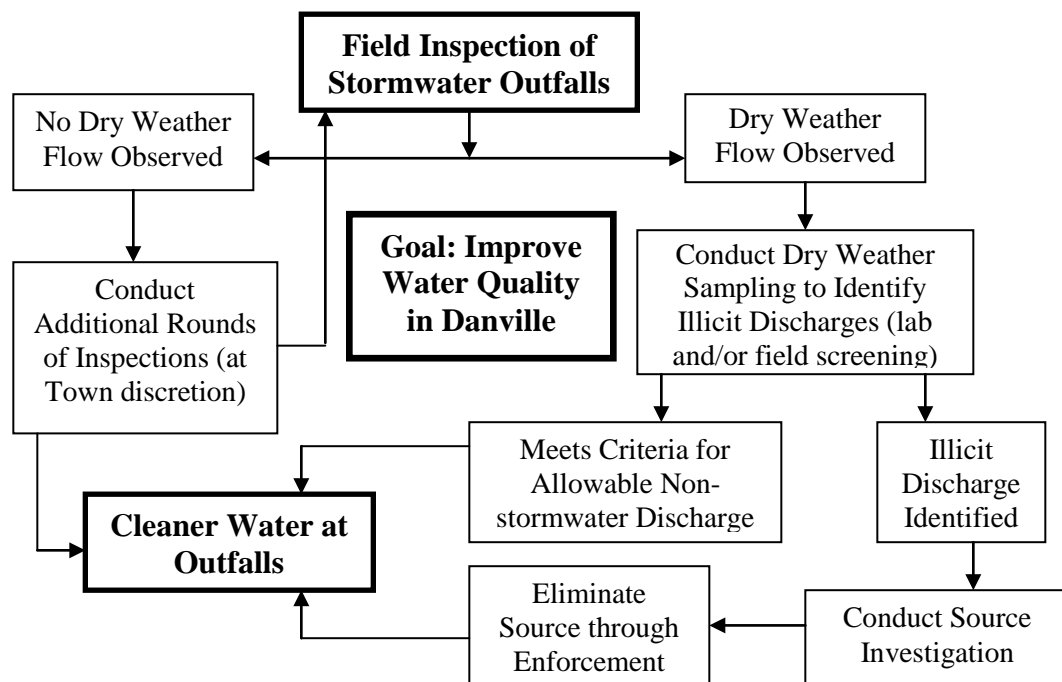 Field Inspection of
Stormwater Outfalls
No Dry Weather
Flow Observed
Dry Weather
Flow Observed
Goal: Improve
Water Quality
in Danville
Conduct Dry Weather
Sampling to Identify
Illicit Discharges (lab
and/or field screening)
Conduct
Additional Rounds
of Inspections (at
Town discretion)
Meets Criteria for
Allowable Non-
stormwater Discharge
Illicit
Discharge
Identified
Cleaner Water at
Outfalls
Eliminate
Source through
Enforcement
Conduct Source
Investigation